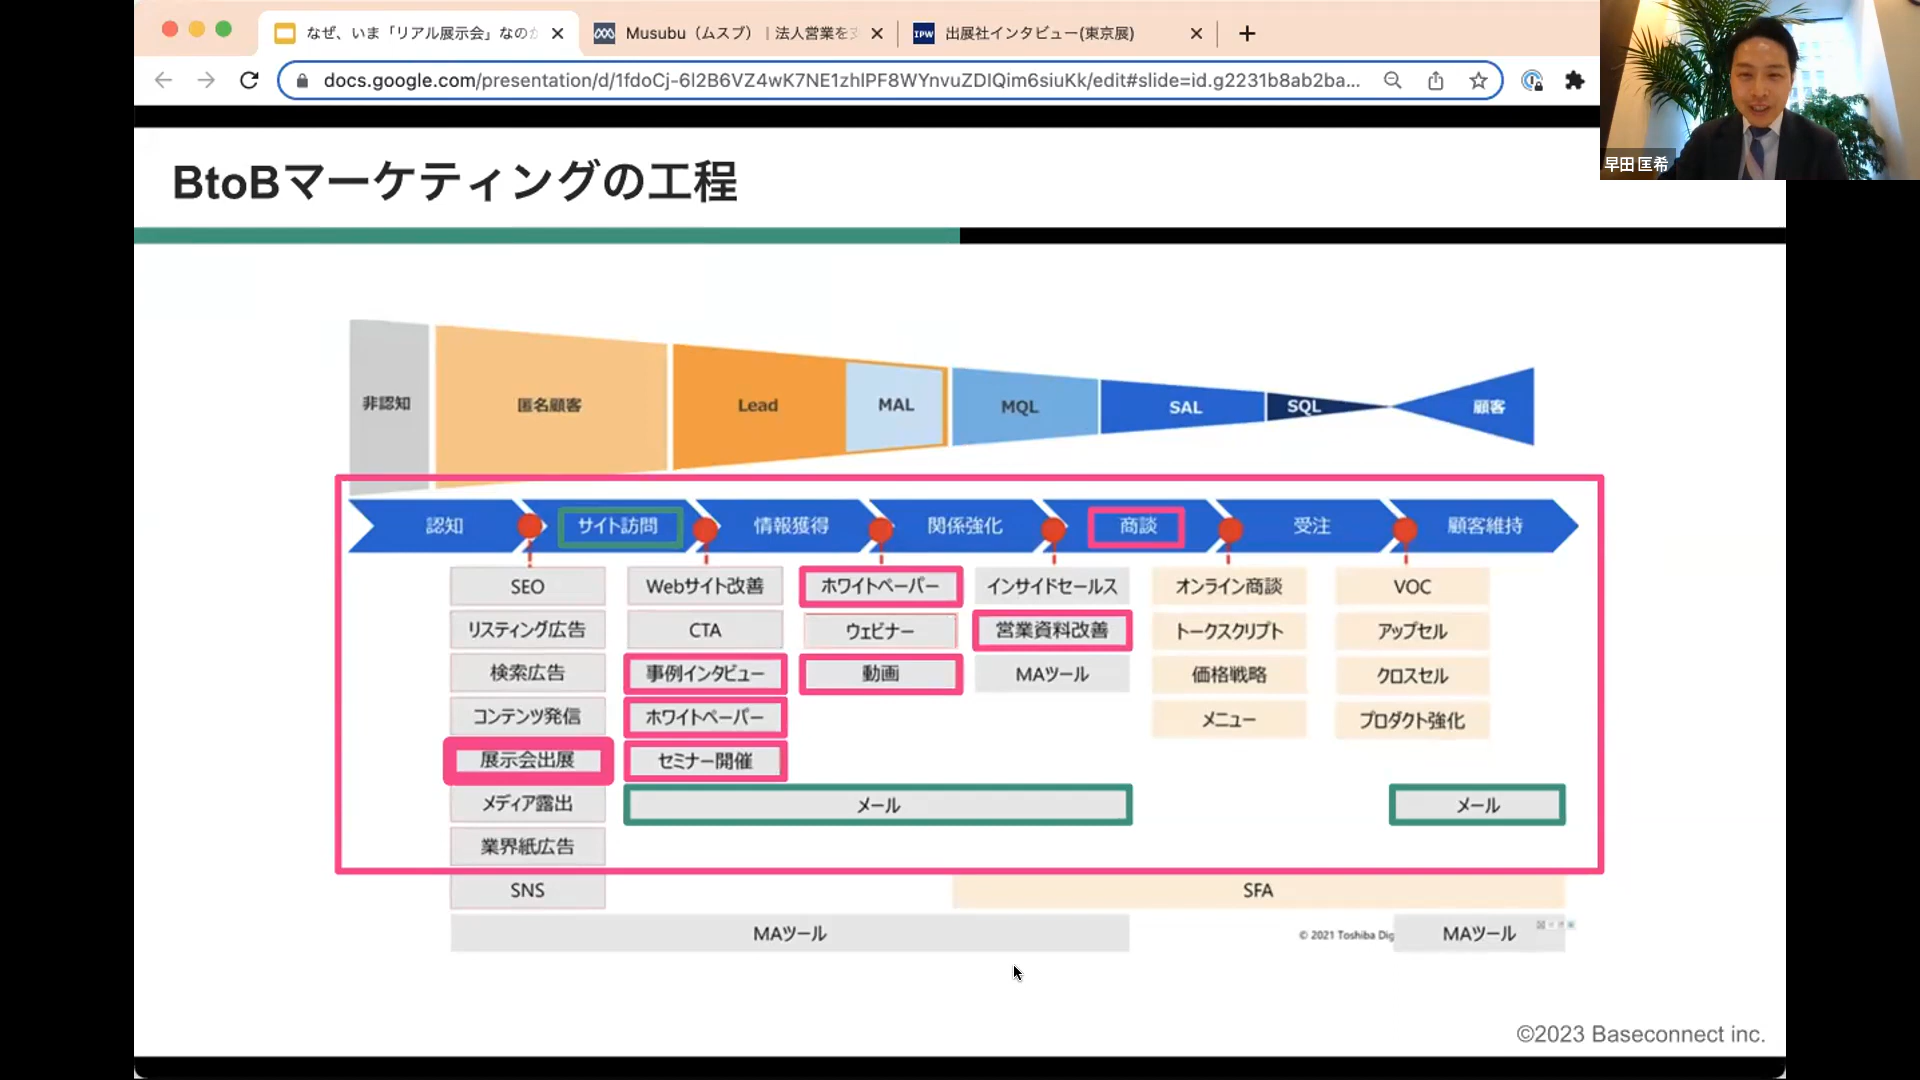 なぜ、いま「リアル展示会」なのか
Musubu（ムスブ）｜法人営業を支
IPW
出展社インタビュー(東京展)
早田 匡希
BtoBマーケティングの工程
非認知
匿名顧客
Lead
MAL
MQL
SAL
SQL
顧客
認知
サイト訪問
情報獲得
関係強化
商談
受注
顧客維持
SEO
リスティング広告
検索広告
コンテンツ発信
展示会出展
メディア露出
業界紙広告
SNS
Webサイト改善
CTA
事例インタビュー
ホワイトペーパー
セミナー開催
ホワイトペーパー
ウェビナー
動画
インサイドセールス
営業資料改善
MAツール
メール
オンライン商談
トークスクリプト
価格戦略
メニュー
VOC
アップセル
クロスセル
プロダクト強化
メール
SFA
MAツール
© 2021 Toshiba Dig
MAツール
©2023 Baseconnect inc.